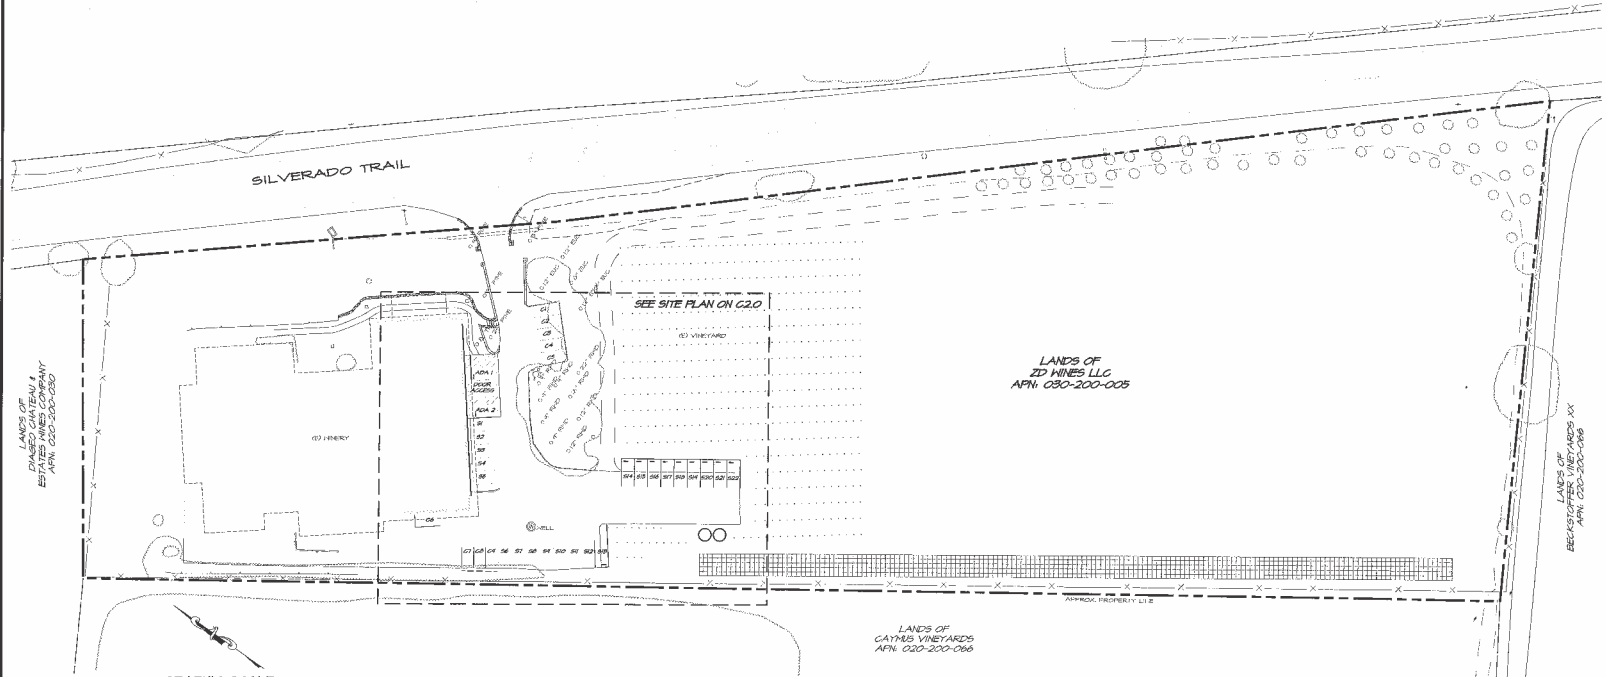 SILVERADO TRAIL
SEE SITE PLAN ON C2.0
(E) VINEYARD
LANDS OF
ZD WINES LLC
APN: 030-200-005
LANDS OF
DIAGEO CHATEAU &
ESTATES WINES COMPANY
APN: 020-200-030
(E) WINERY
ADA 1
DOOR
ACCESS
ADA 2
S1
S2
S3
S4
S5
C1
C2
C3
C4
C5
S14 S15 S16 S17 S18 S19 S20 S21 S22
C6
WELL
C7 C8 C9 S6 S7 S8 S9 S10 S11 S12 S13
APPROX. PROPERTY LINE
LANDS OF
CAYMUS VINEYARDS
APN: 020-200-066
LANDS OF
BECKSTOFFER VINEYARDS XX
APN: 020-200-066